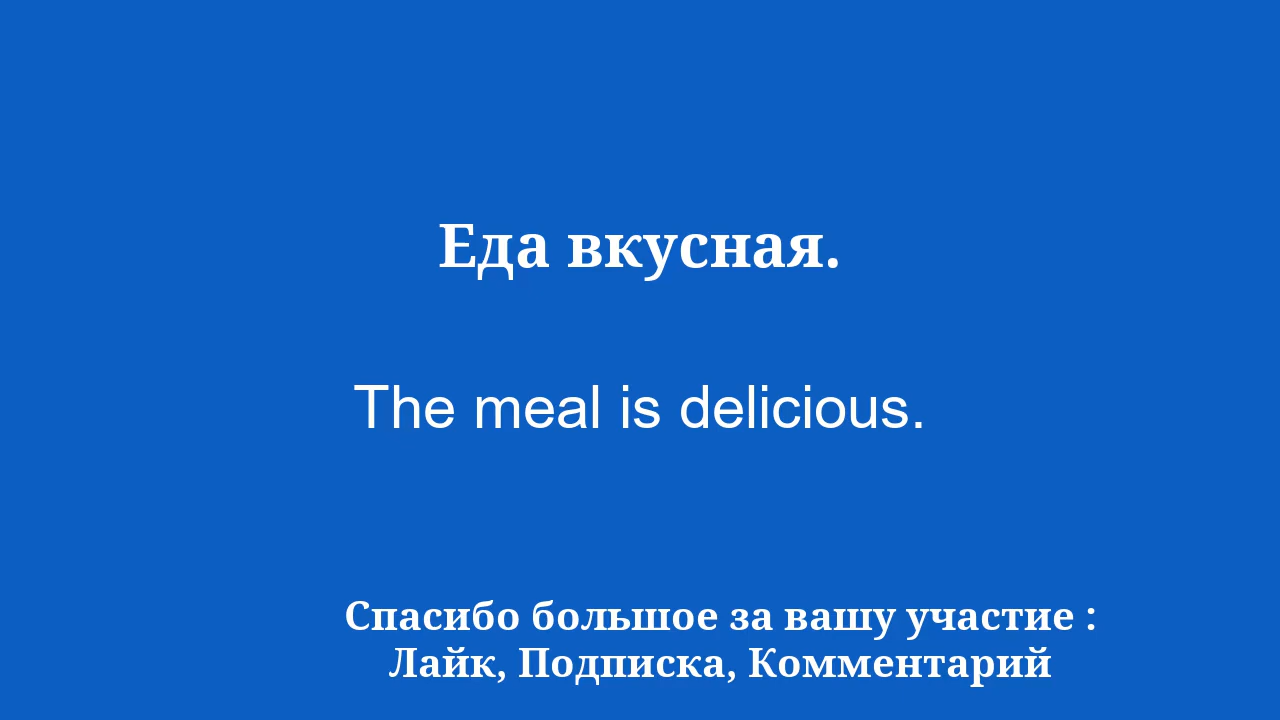 Еда вкусная.
The meal is delicious.
Спасибо большое за вашу участие :
Лайк, Подписка, Комментарий